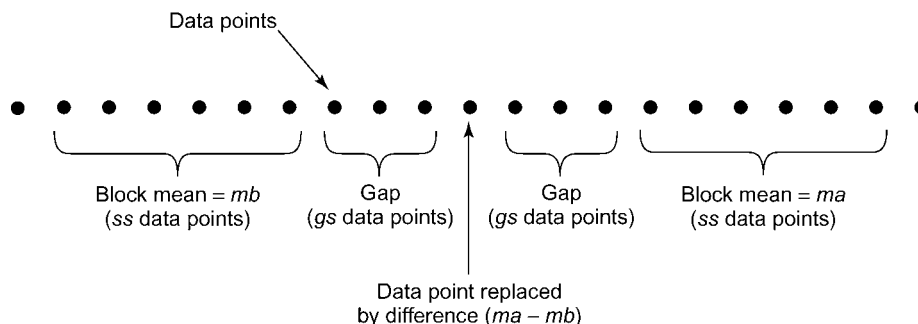 Data points
Block mean = mb
(ss data points)
Gap
(gs data points)
Gap
(gs data points)
Block mean = ma
(ss data points)
Data point replaced
by difference (ma – mb)